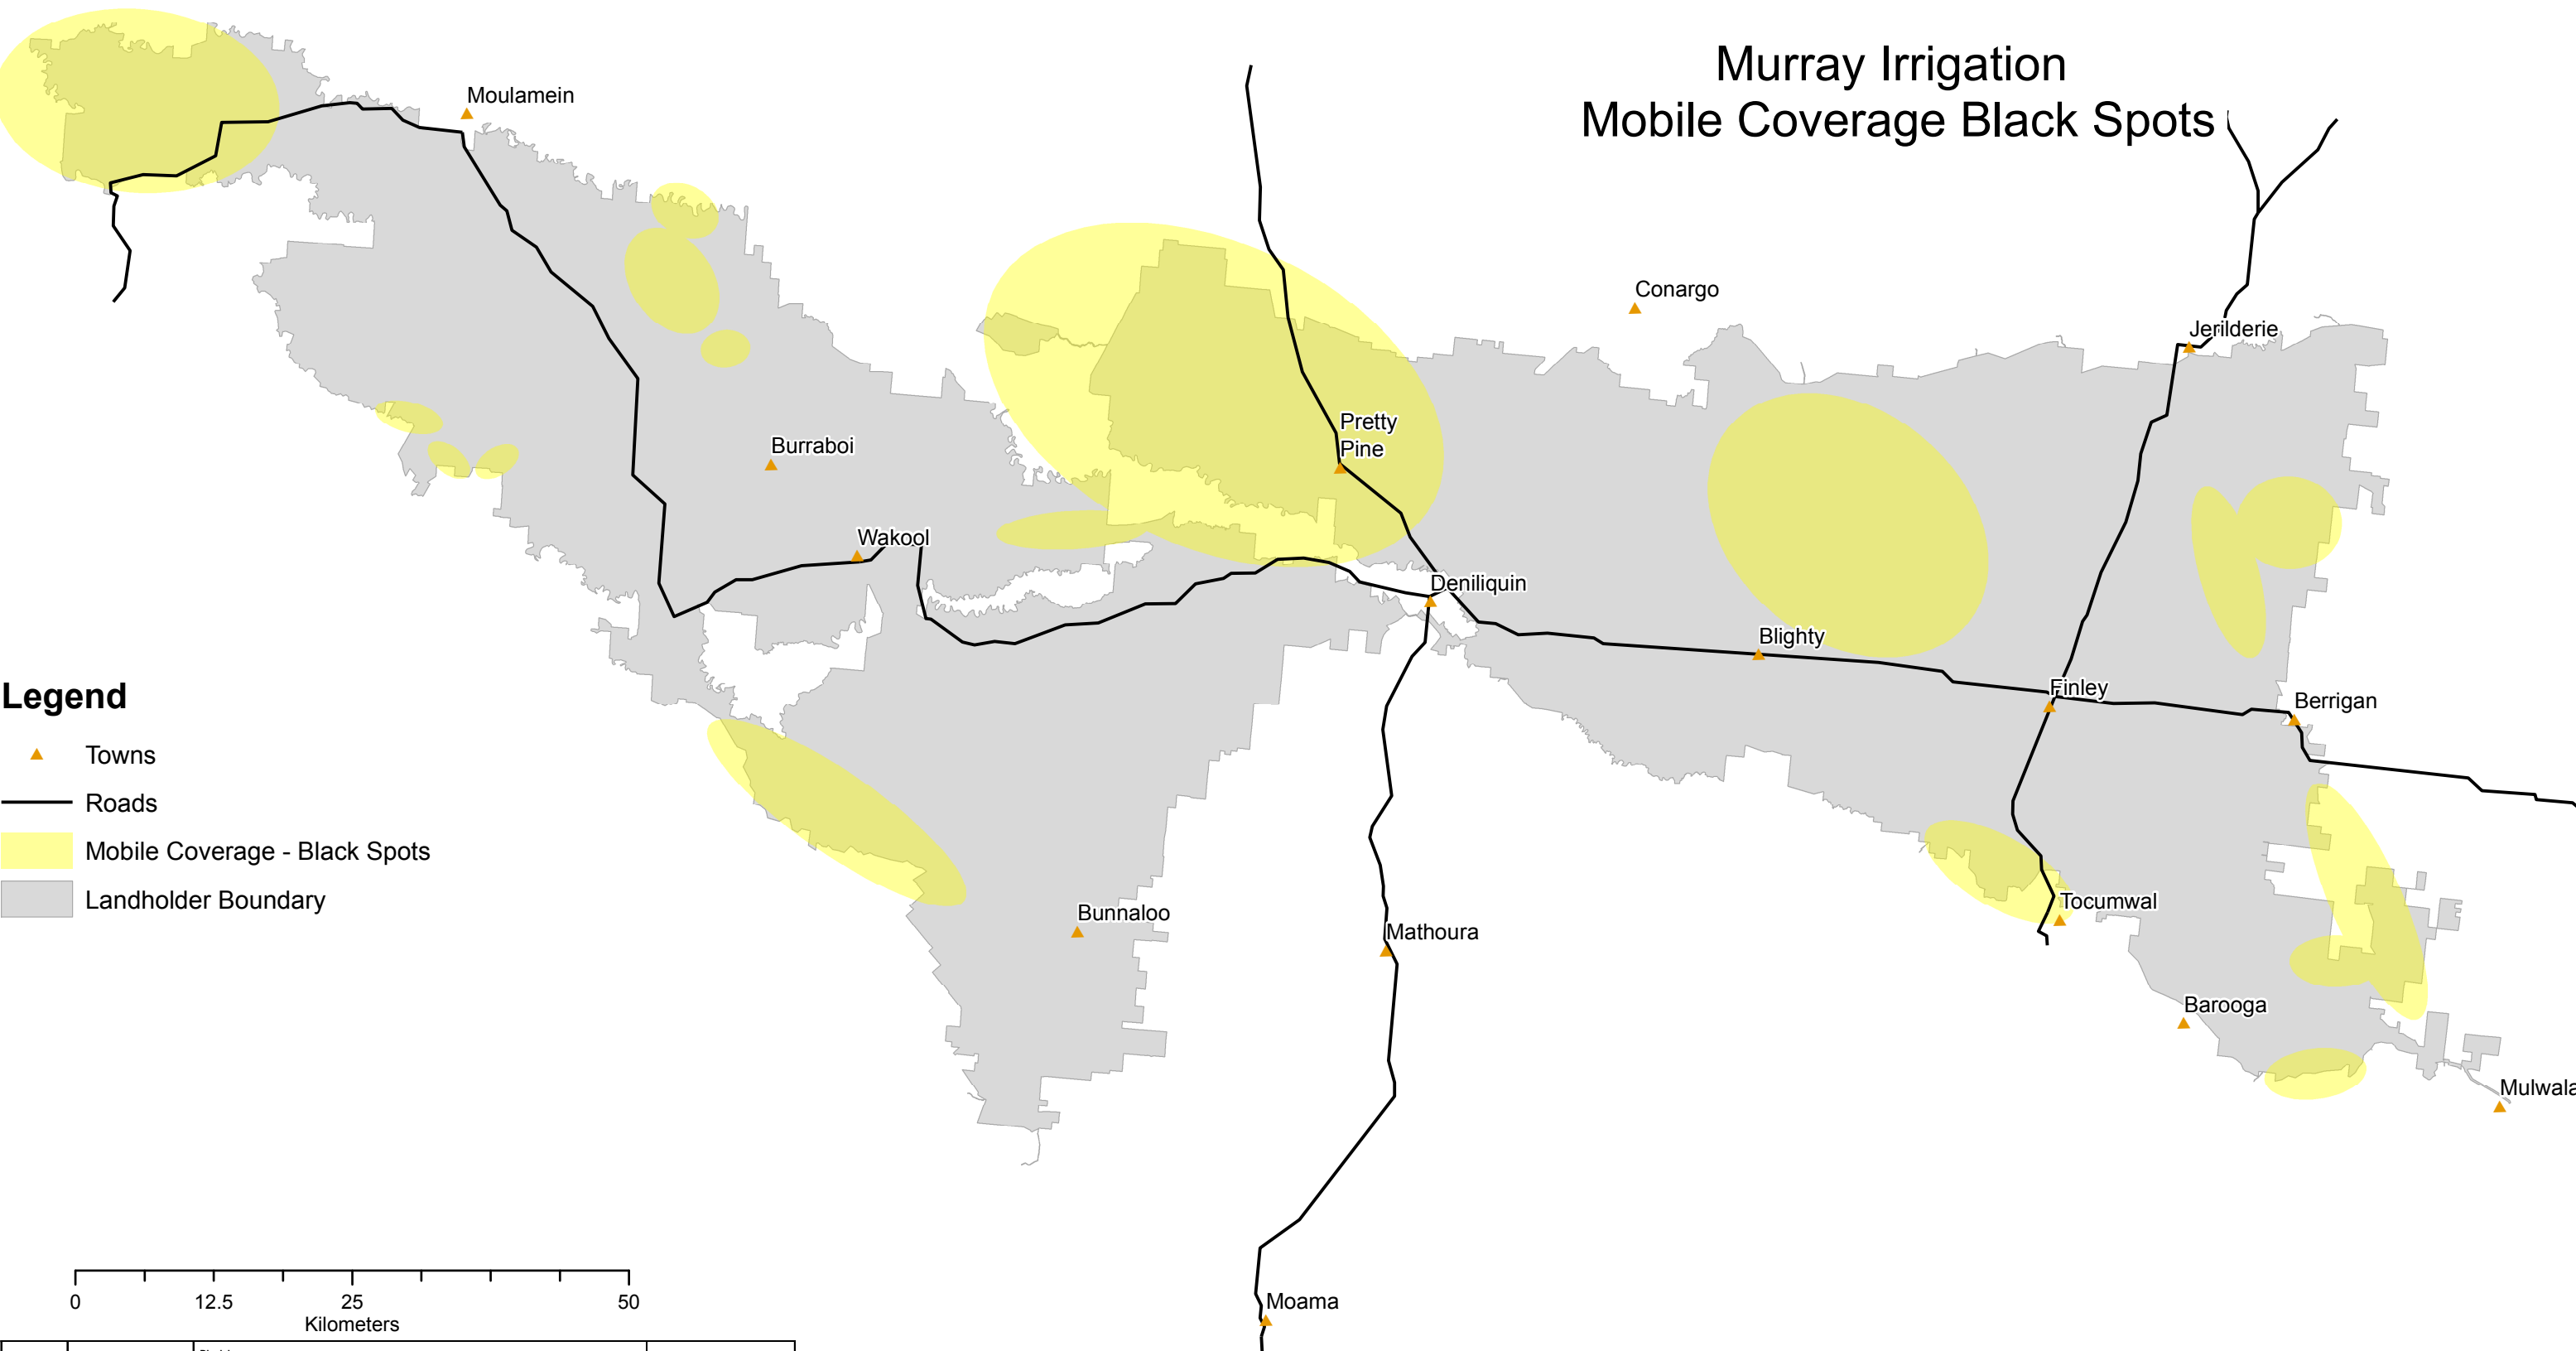 Murray Irrigation
Mobile Coverage Black Spots
Moulamein
Conargo
Jerilderie
Pretty
Pine
Burraboi
Wakool
Deniliquin
Blighty
Finley
Berrigan
Legend
Towns
Roads
Mobile Coverage - Black Spots
Landholder Boundary
Bunnaloo
Mathoura
Tocumwal
Barooga
Mulwala
Moama
0 12.5 25 50
Kilometers